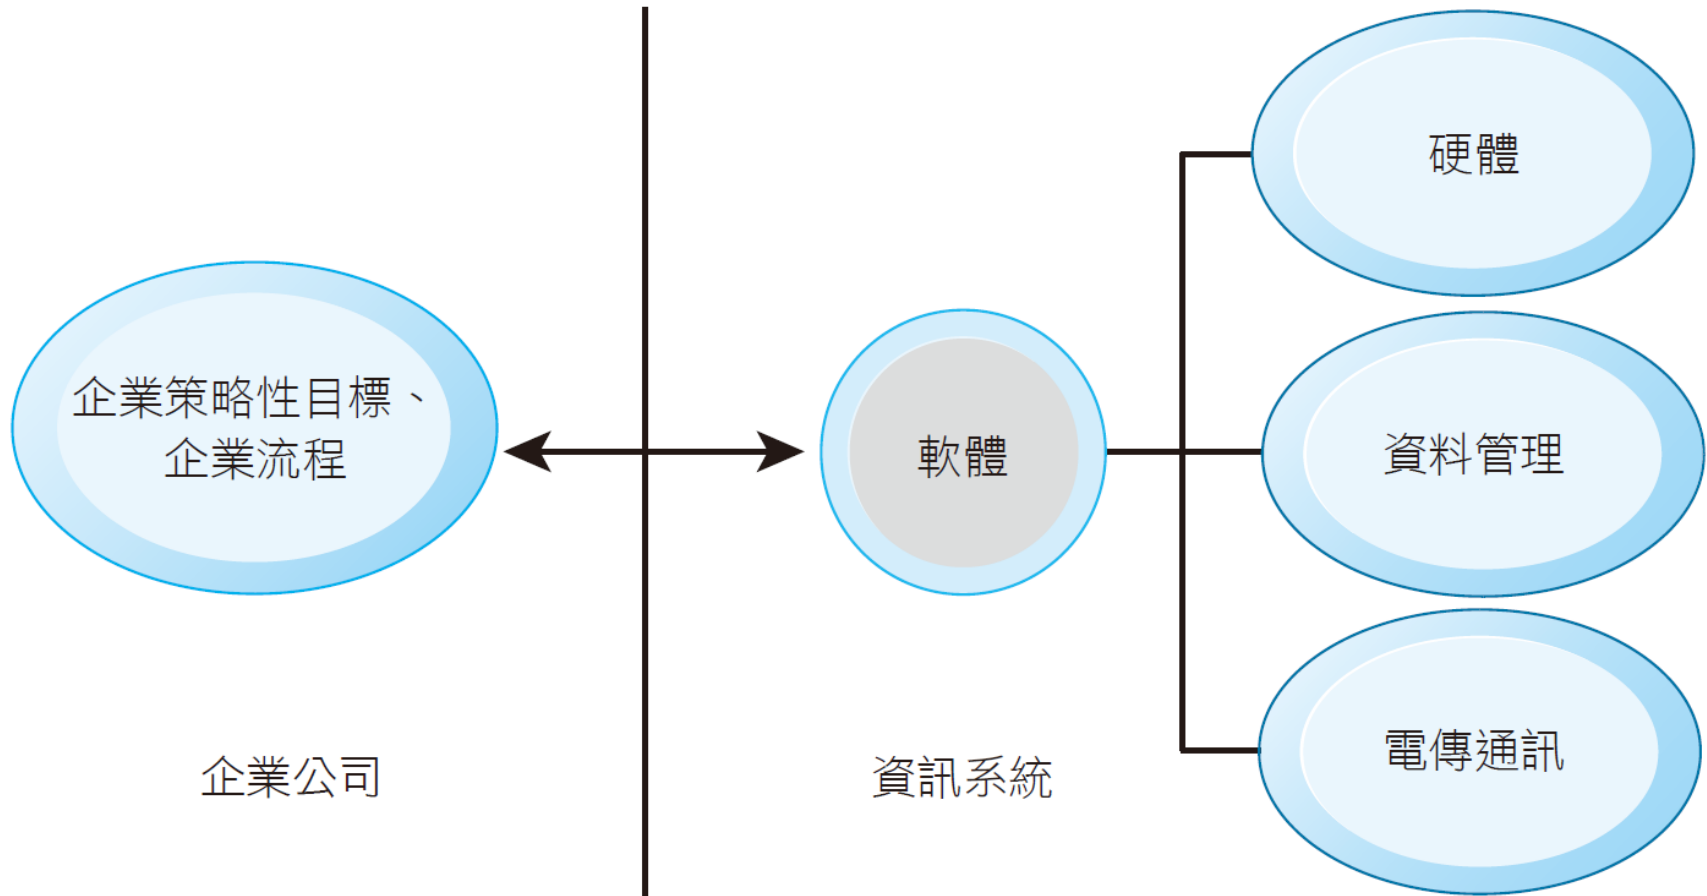 企業策略性目標、
企業流程
企業公司
軟體
資訊系統
硬體
資料管理
電傳通訊